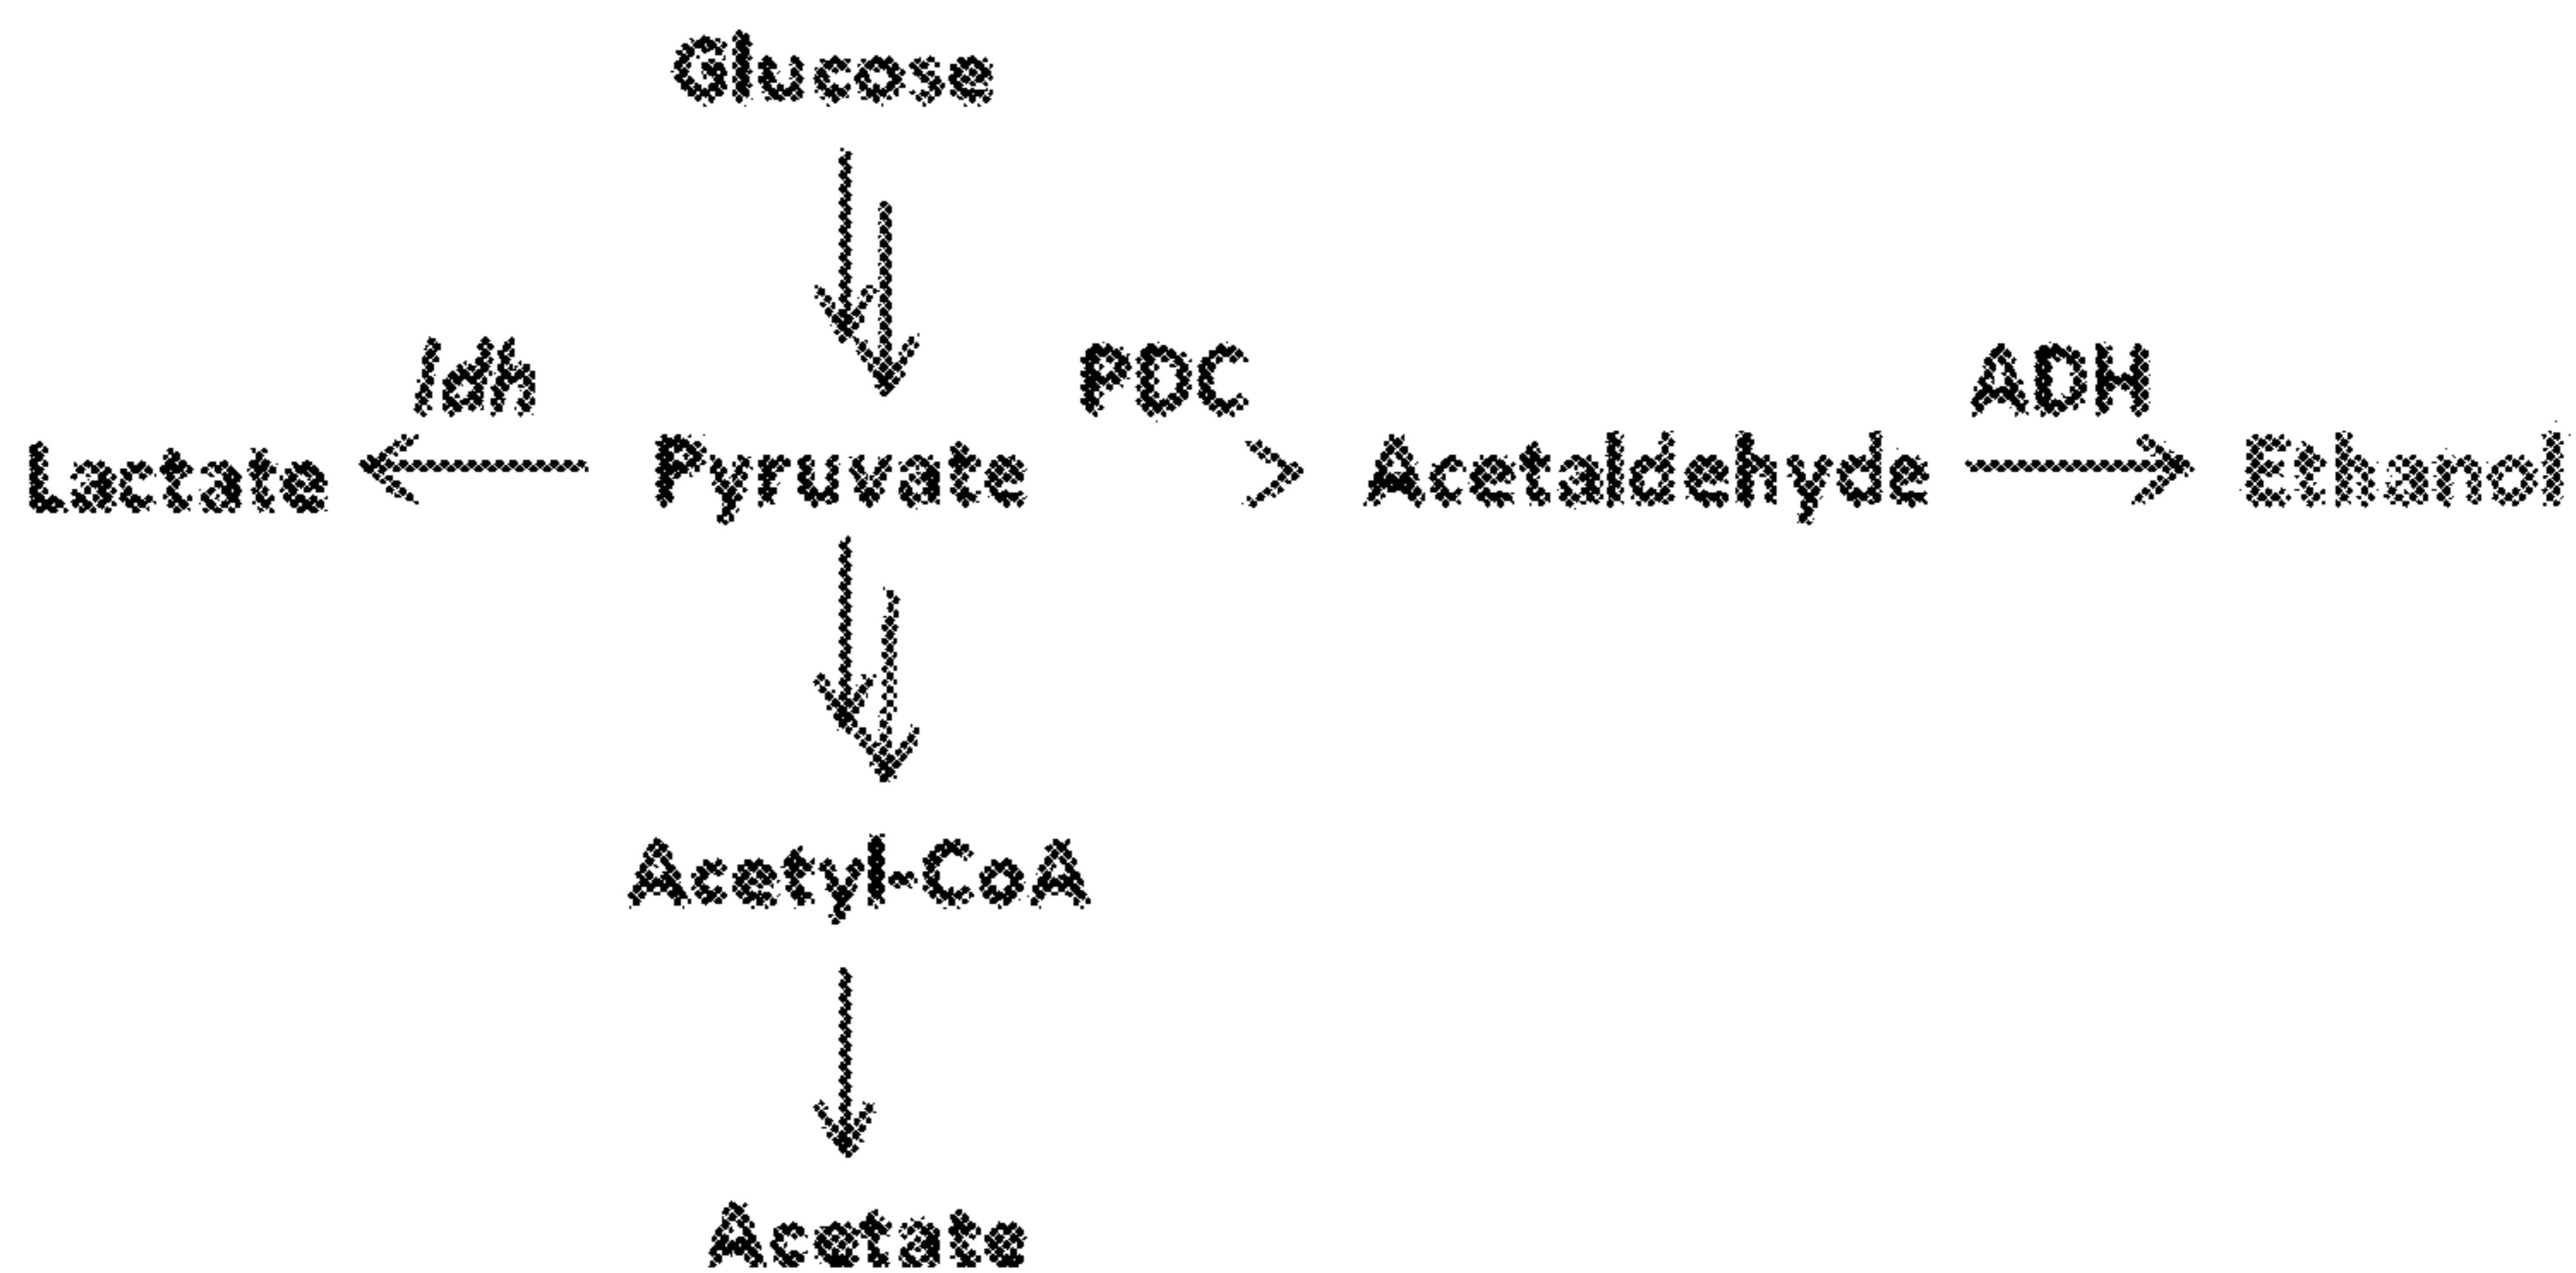 Glucose
ldh PDC ADH
Lactate Pyruvate Acetaldehyde Ethanol
Acetyl-CoA
Acetate